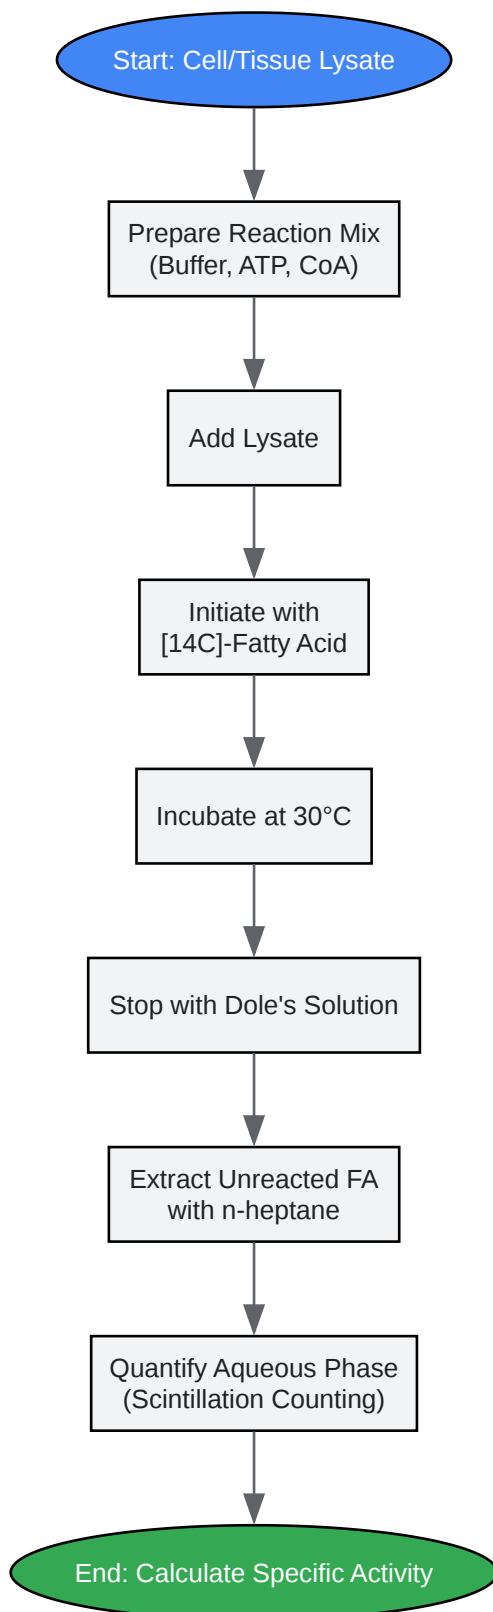 Start: Cell/Tissue Lysate
Prepare Reaction Mix
(Buffer, ATP, CoA)
Add Lysate
Initiate with
[14C]-Fatty Acid
Incubate at 30°C
Stop with Dole's Solution
Extract Unreacted FA
with n-heptane
Quantify Aqueous Phase
(Scintillation Counting)
End: Calculate Specific Activity